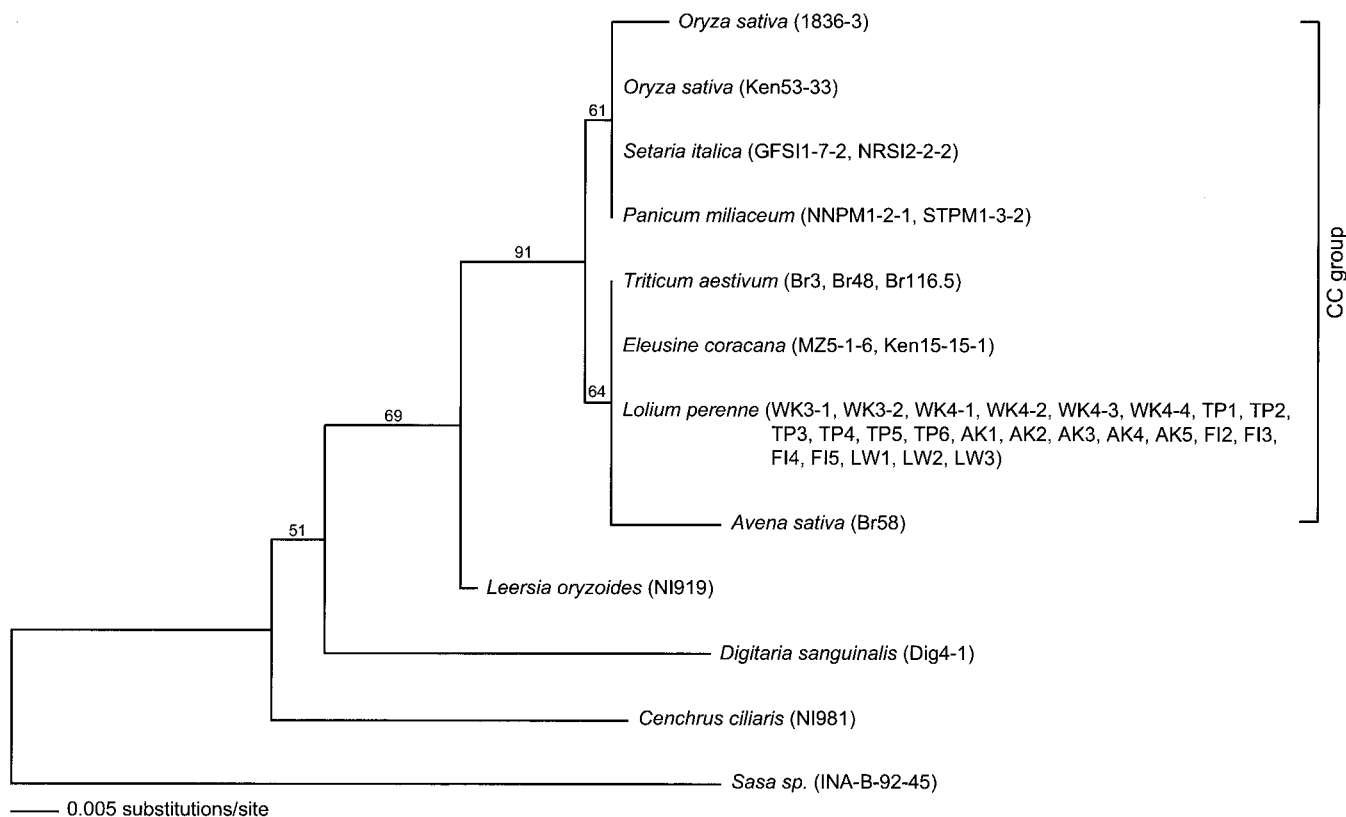 Oryza sativa (1836-3)
Oryza sativa (Ken53-33)
61
Setaria italica (GFSI1-7-2, NRSI2-2-2)
Panicum miliaceum (NNPM1-2-1, STPM1-3-2)
91
Triticum aestivum (Br3, Br48, Br116.5)
CC group
Eleusine coracana (MZ5-1-6, Ken15-15-1)
64
Lolium perenne (WK3-1, WK3-2, WK4-1, WK4-2, WK4-3, WK4-4, TP1, TP2,
TP3, TP4, TP5, TP6, AK1, AK2, AK3, AK4, AK5, FI2, FI3,
FI4, FI5, LW1, LW2, LW3)
69
Avena sativa (Br58)
51
Leersia oryzoides (NI919)
Digitaria sanguinalis (Dig4-1)
Cenchrus ciliaris (NI981)
Sasa sp. (INA-B-92-45)
0.005 substitutions/site